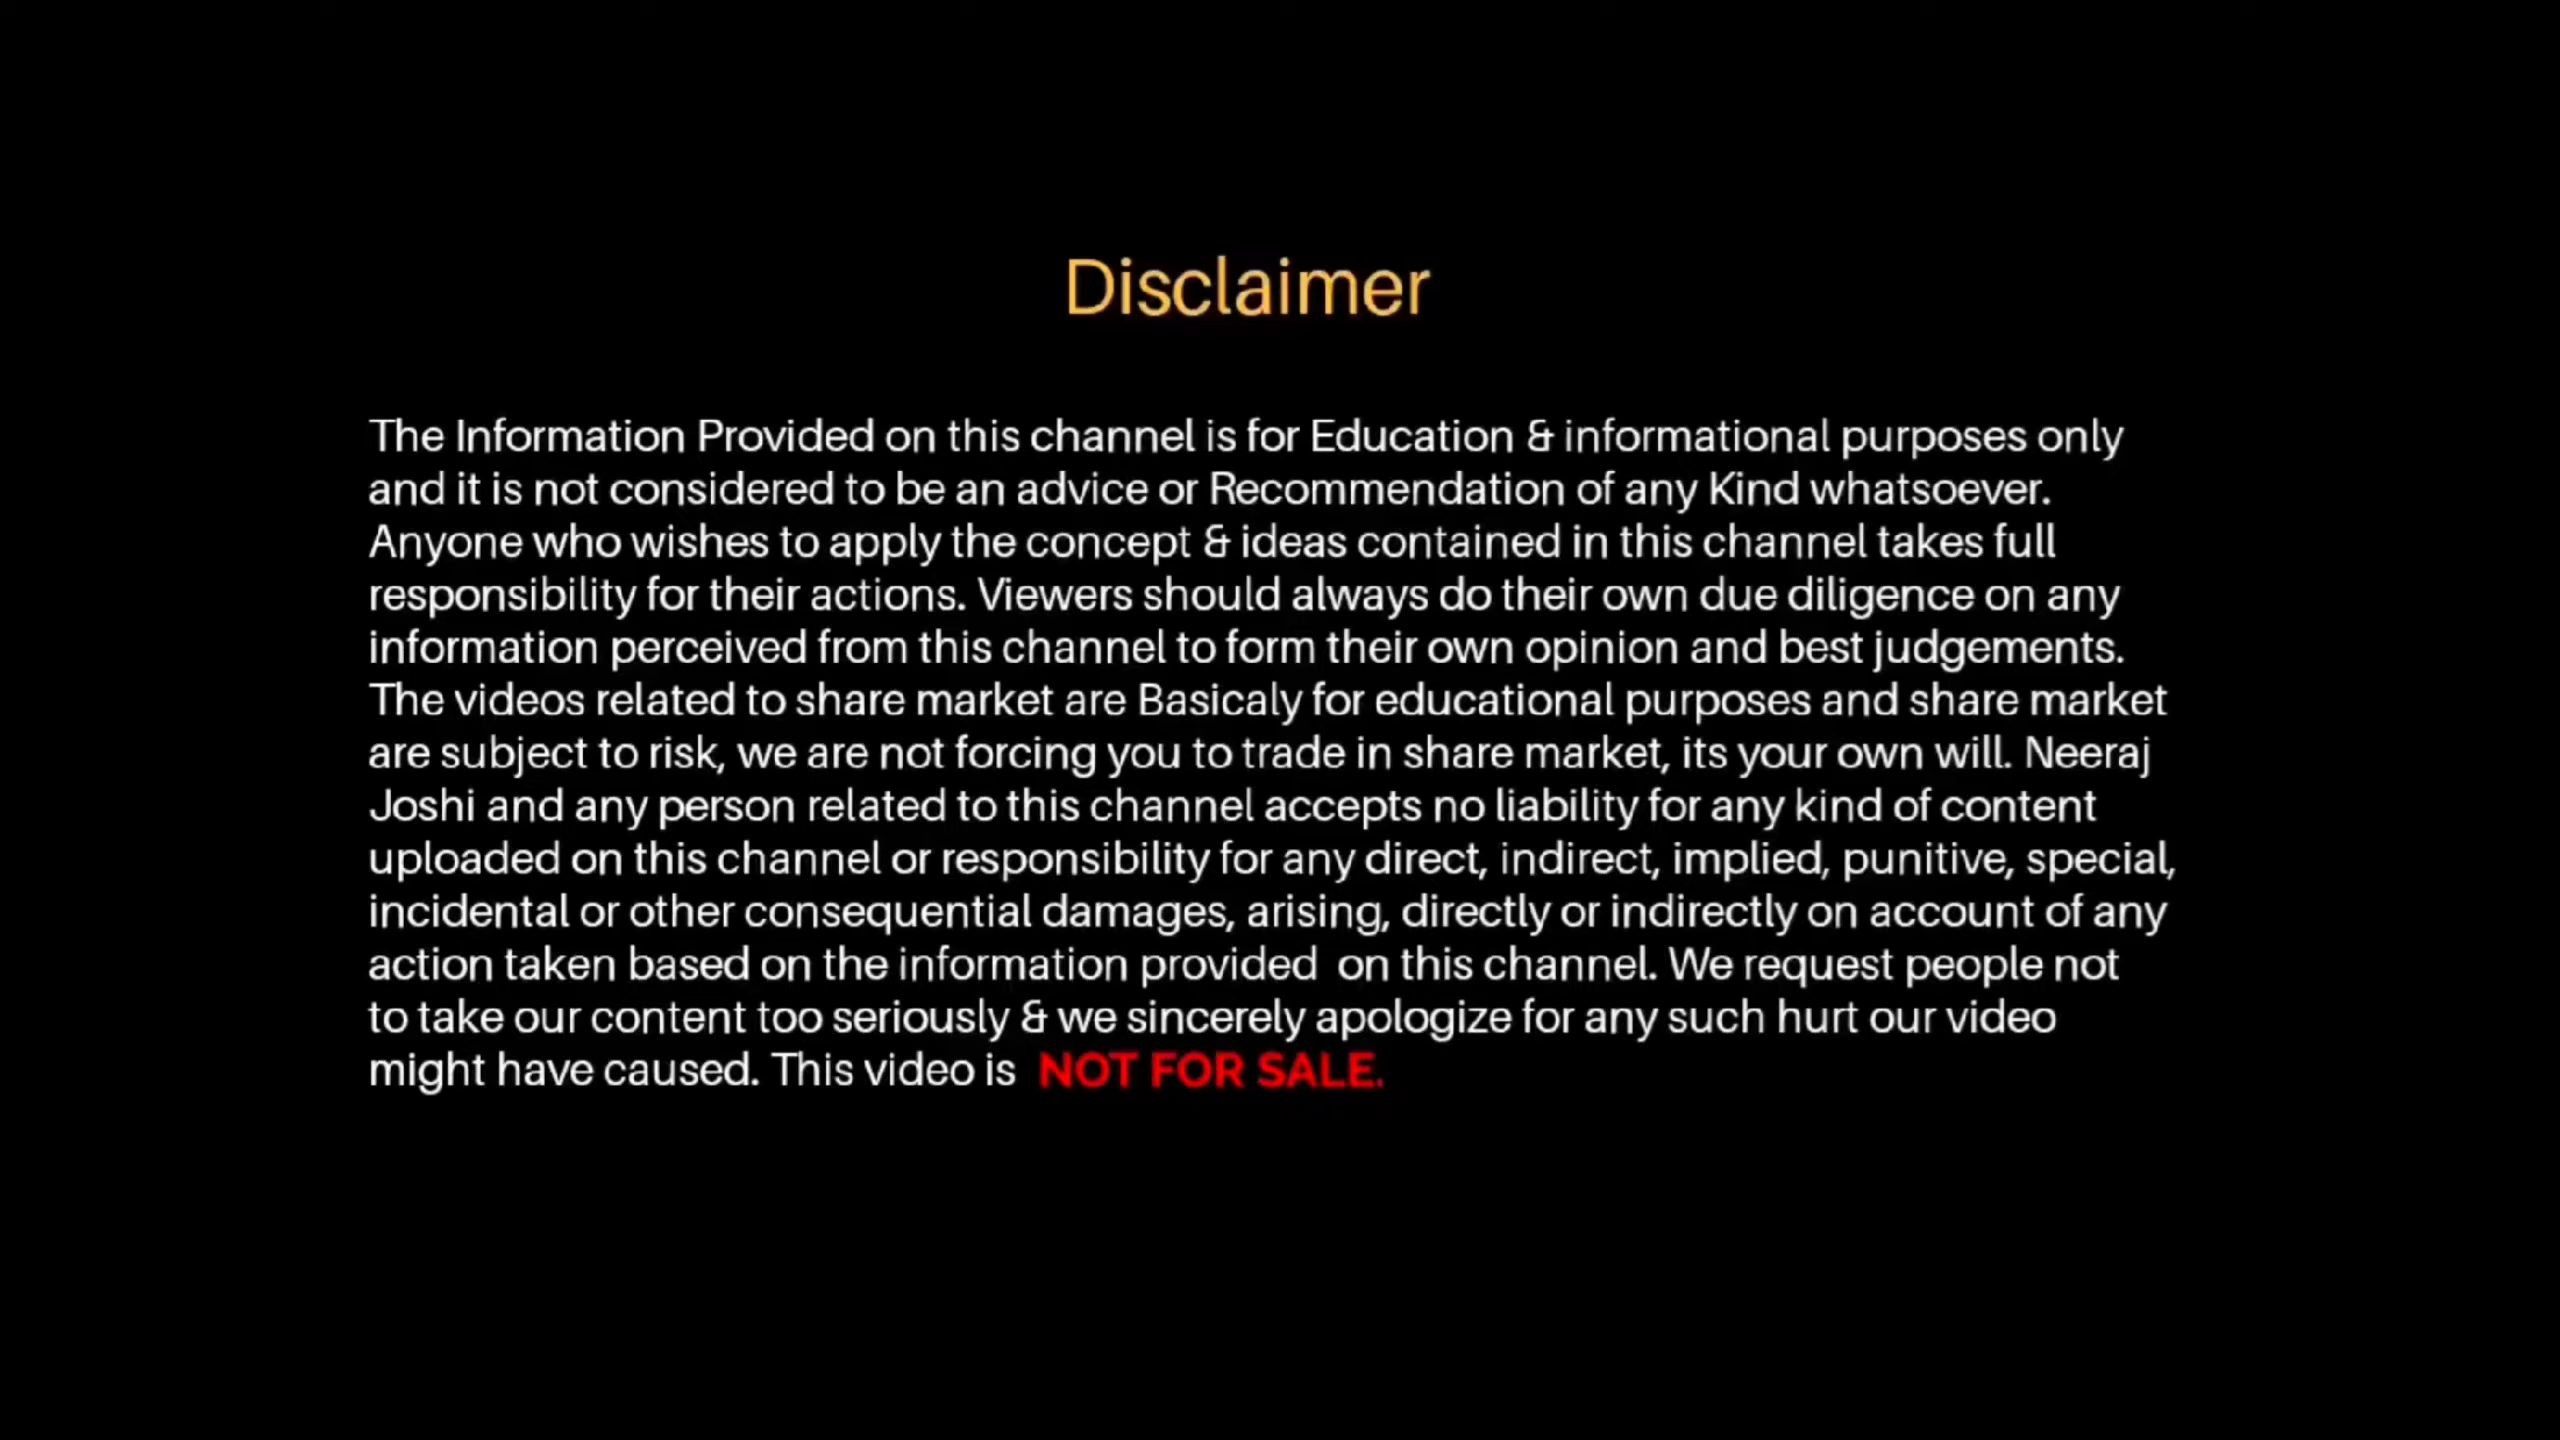 Disclaimer
The Information Provided on this channel is for Education & informational purposes only
and it is not considered to be an advice or Recommendation of any Kind whatsoever.
Anyone who wishes to apply the concept & ideas contained in this channel takes full
responsibility for their actions. Viewers should always do their own due diligence on any
information perceived from this channel to form their own opinion and best judgements.
The videos related to share market are Basicaly for educational purposes and share market
are subject to risk, we are not forcing you to trade in share market, its your own will. Neeraj
Joshi and any person related to this channel accepts no liability for any kind of content
uploaded on this channel or responsibility for any direct, indirect, implied, punitive, special,
incidental or other consequential damages, arising, directly or indirectly on account of any
action taken based on the information provided  on this channel. We request people not
to take our content too seriously & we sincerely apologize for any such hurt our video
might have caused. This video is  NOT FOR SALE.